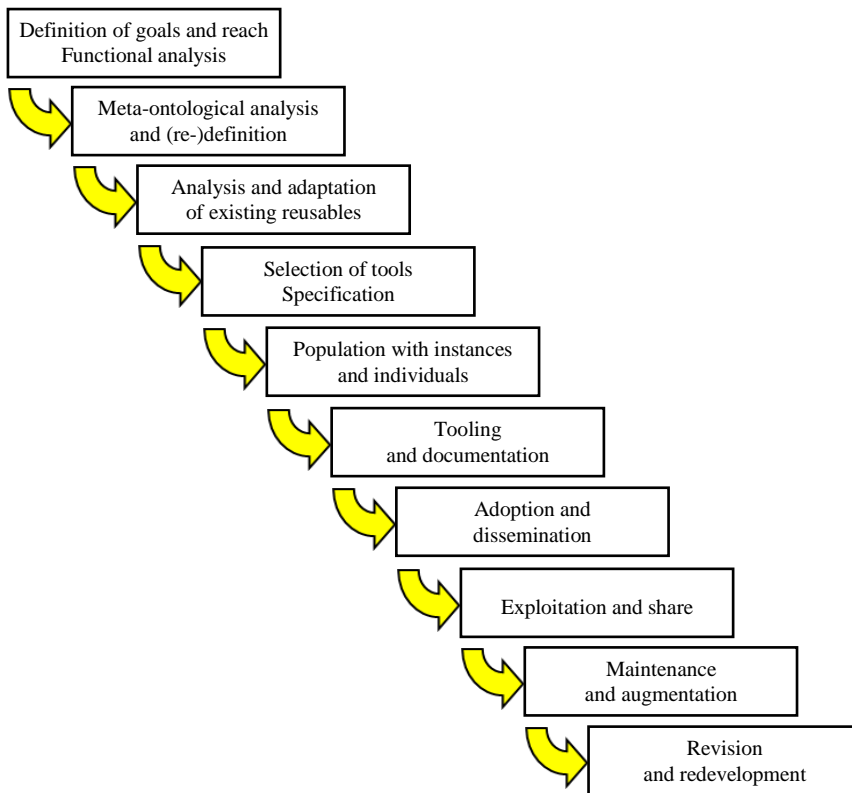 Definition of goals and reach
Functional analysis
Meta-ontological analysis
and (re-)definition
Analysis and adaptation
of existing reusables
Selection of tools
Specification
Population with instances
and individuals
Tooling
and documentation
Adoption and
dissemination
Exploitation and share
Maintenance
and augmentation
Revision
and redevelopment